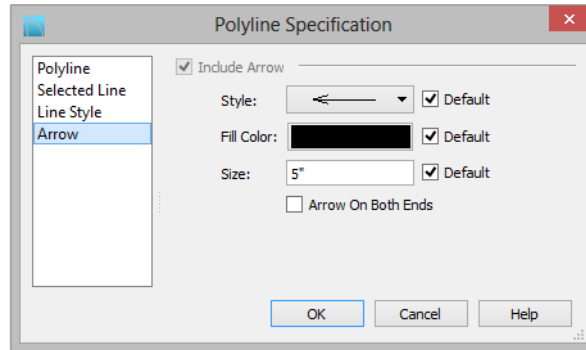 Polyline Specification
Polyline
Selected Line
Line Style
Arrow
Include Arrow
Style: Default
Fill Color: Default
Size: 5" Default
Arrow On Both Ends
OK Cancel Help